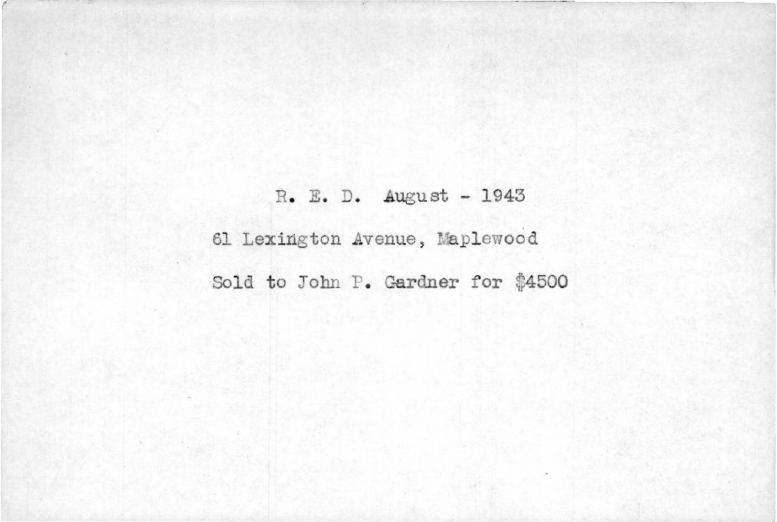 R. E. D. August - 1943
61 Lexington Avenue, Maplewood
Sold to John P. Gardner for $4500